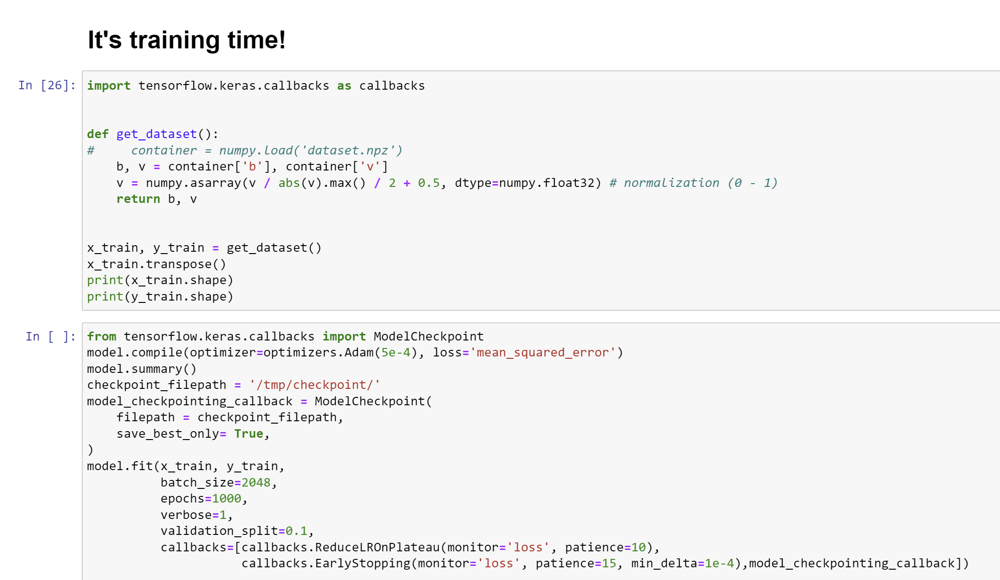 It's training time!
In [26]:
import tensorflow.keras.callbacks as callbacks
def get_dataset():
#     container = numpy.load('dataset.npz')
    b, v = container['b'], container['v']
    v = numpy.asarray(v / abs(v).max() / 2 + 0.5, dtype=numpy.float32) # normalization (0 - 1)
    return b, v
x_train, y_train = get_dataset()
x_train.transpose()
print(x_train.shape)
print(y_train.shape)
In [ ]:
from tensorflow.keras.callbacks import ModelCheckpoint
model.compile(optimizer=optimizers.Adam(5e-4), loss='mean_squared_error')
model.summary()
checkpoint_filepath = '/tmp/checkpoint/'
model_checkpointing_callback = ModelCheckpoint(
    filepath = checkpoint_filepath,
    save_best_only= True,
)
model.fit(x_train, y_train,
          batch_size=2048,
          epochs=1000,
          verbose=1,
          validation_split=0.1,
          callbacks=[callbacks.ReduceLROnPlateau(monitor='loss', patience=10),
                     callbacks.EarlyStopping(monitor='loss', patience=15, min_delta=1e-4),model_checkpointing_callback])